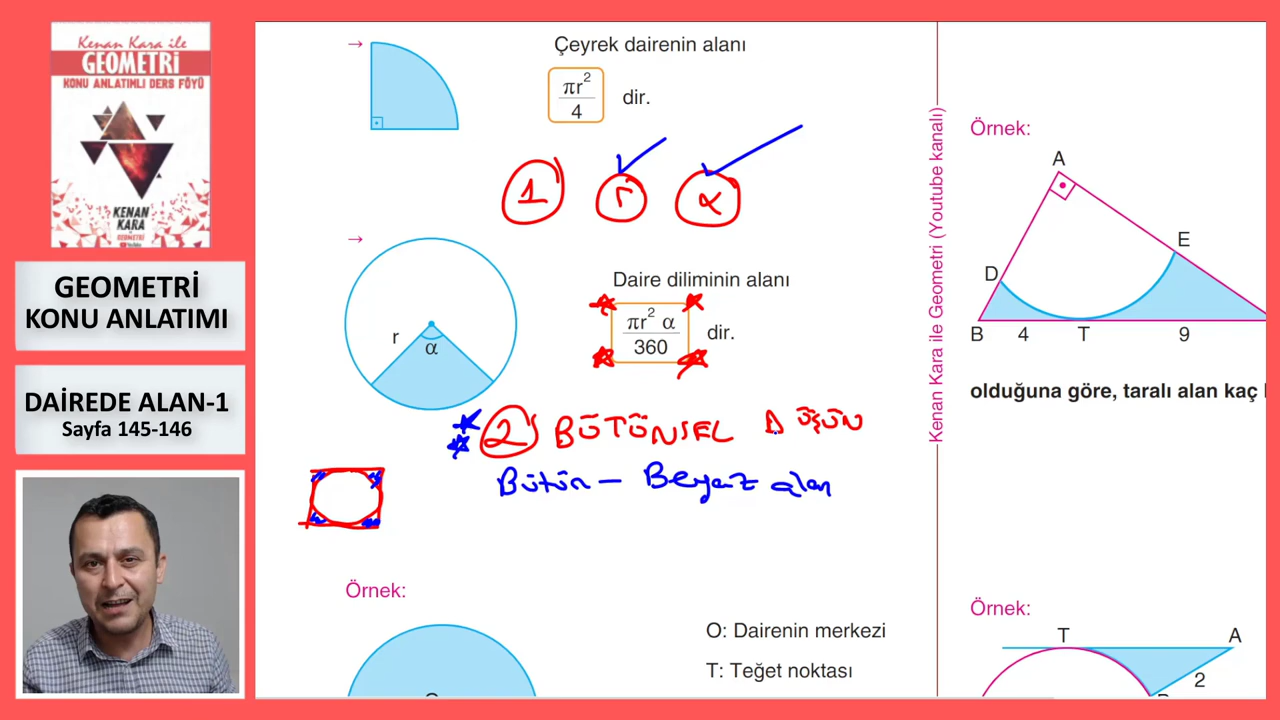 Kenan Kara ile
GEOMETRİ
KONU ANLATIMLI DERS FÖYÜ
KENAN
KARA
GEOMETRİ
KONU ANLATIMI
DAİREDE ALAN-1
Sayfa 145-146
→
Çeyrek dairenin alanı
πr²
4
dir.
1 r α
→
r
α
Daire diliminin alanı
πr² α
360
dir.
2 BÜTÜNSEL DÜŞÜN
Bütün – Beyaz alan
Örnek:
O: Dairenin merkezi
T: Teğet noktası
Kenan Kara ile Geometri (Youtube kanalı)
Örnek:
A
E
D
B 4 T 9
olduğuna göre, taralı alan kaç
Örnek:
T A
2